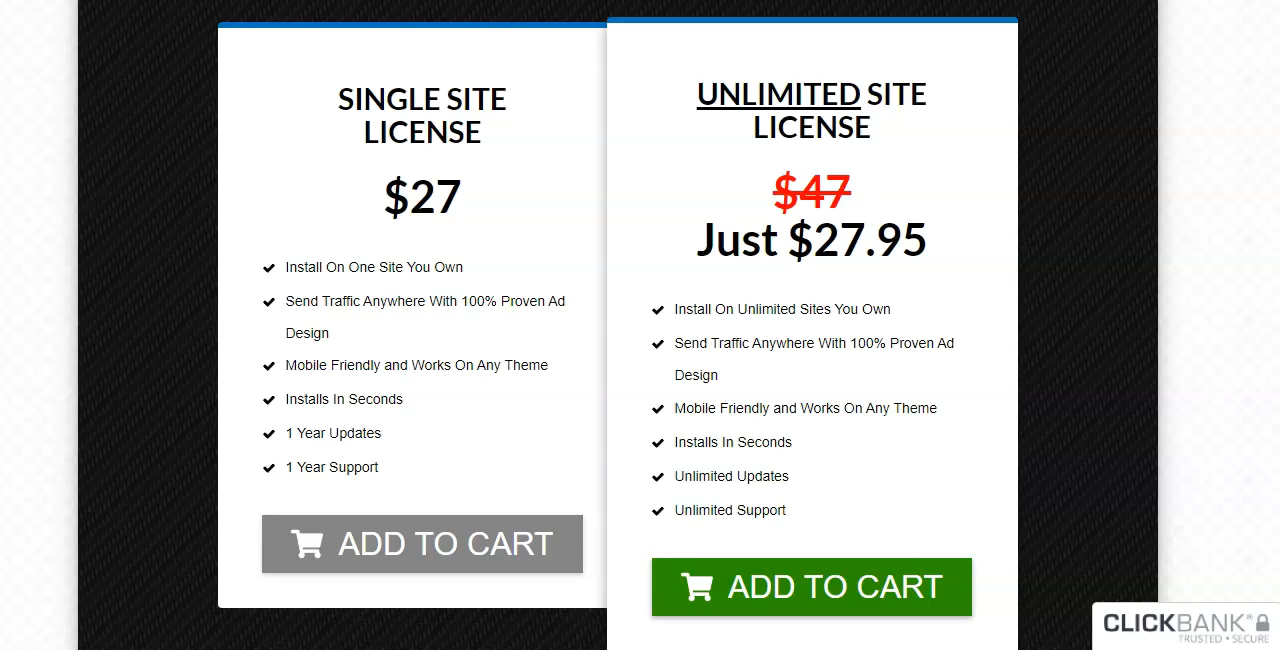 SINGLE SITE
LICENSE
$27
Install On One Site You Own
Send Traffic Anywhere With 100% Proven Ad
Design
Mobile Friendly and Works On Any Theme
Installs In Seconds
1 Year Updates
1 Year Support
ADD TO CART
UNLIMITED SITE
LICENSE
$47
Just $27.95
Install On Unlimited Sites You Own
Send Traffic Anywhere With 100% Proven Ad
Design
Mobile Friendly and Works On Any Theme
Installs In Seconds
Unlimited Updates
Unlimited Support
ADD TO CART
CLICKBANK®
TRUSTED • SECURE